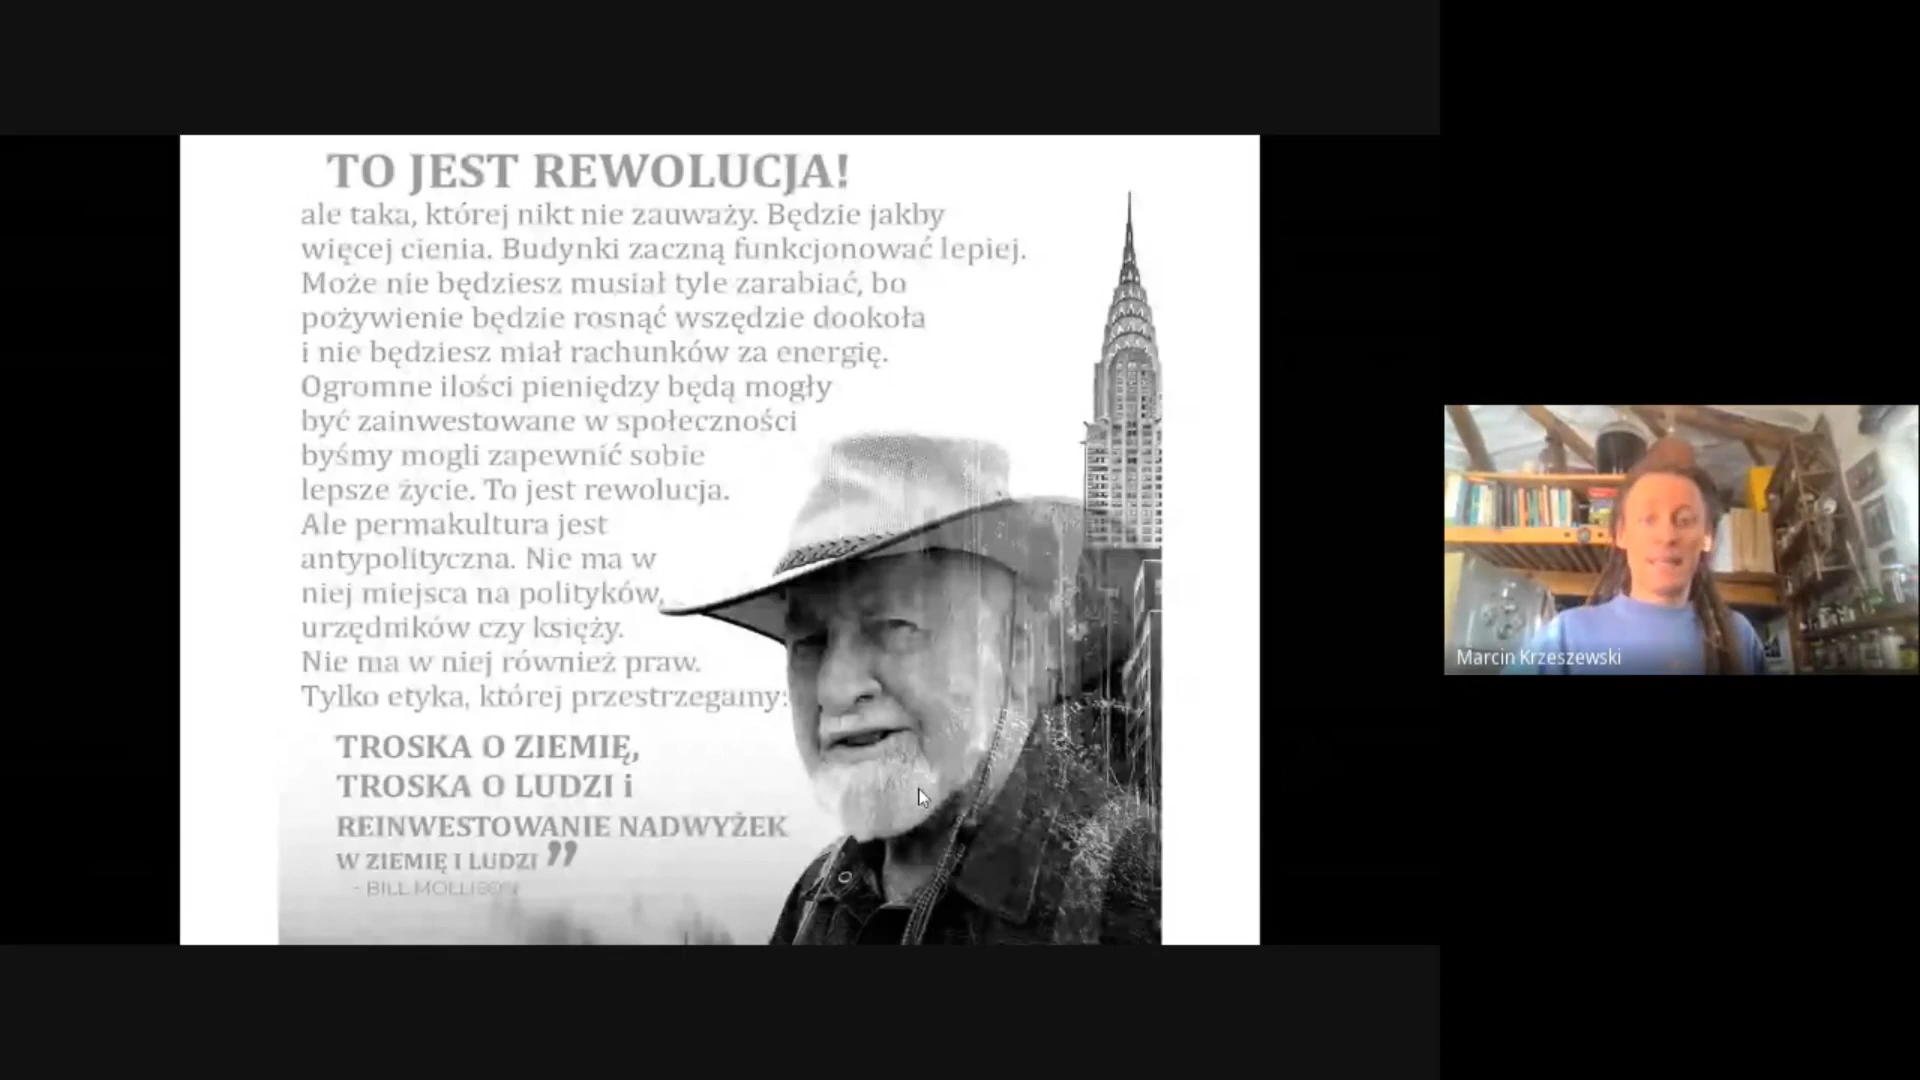 TO JEST REWOLUCJA!
ale taka, której nikt nie zauważy. Będzie jakby
więcej cienia. Budynki zaczną funkcjonować lepiej.
Może nie będziesz musiał tyle zarabiać, bo
pożywienie będzie rosnąć wszędzie dookoła
i nie będziesz miał rachunków za energię.
Ogromne ilości pieniędzy będą mogły
być zainwestowane w społeczności
byśmy mogli zapewnić sobie
lepsze życie. To jest rewolucja.
Ale permakultura jest
antypolityczna. Nie ma w
niej miejsca na polityków,
urzędników czy księży.
Nie ma w niej również praw.
Tylko etyka, której przestrzegamy:
TROSKA O ZIEMIĘ,
TROSKA O LUDZI i
REINWESTOWANIE NADWYŻEK
W ZIEMIĘ I LUDZI ”
- BILL MOLLISON
Marcin Krzeszewski